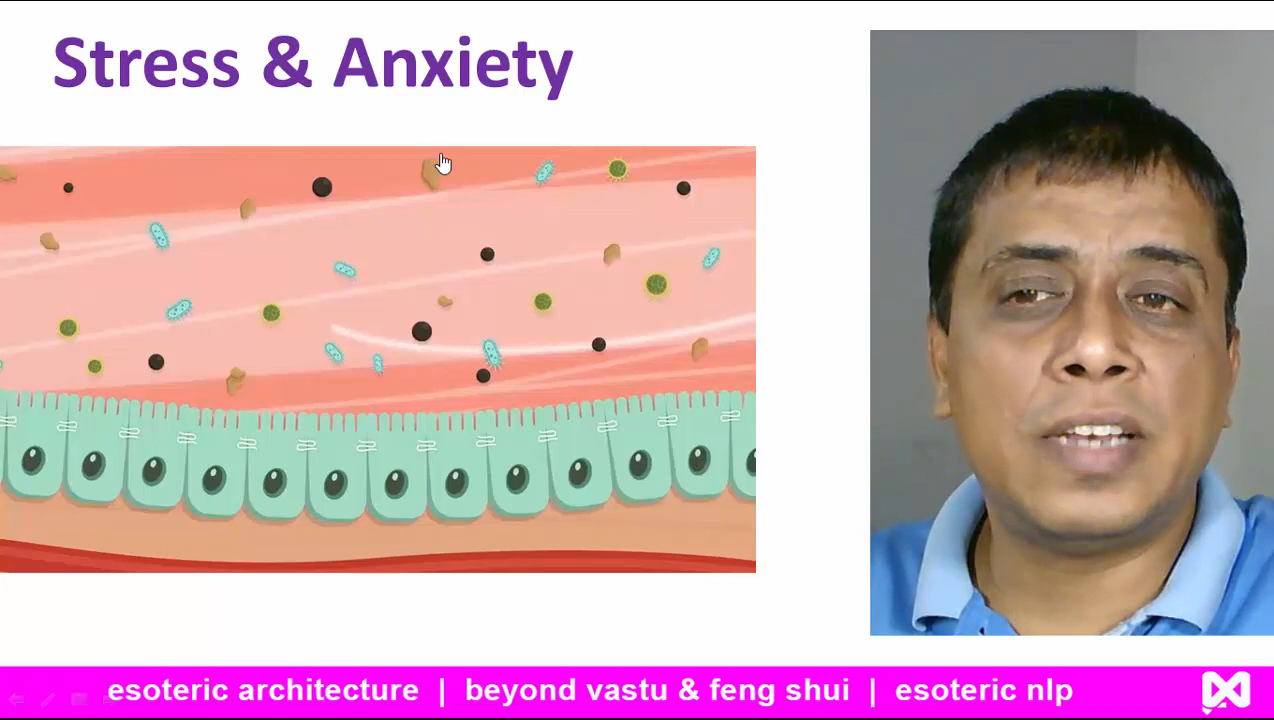 Stress & Anxiety
esoteric architecture | beyond vastu & feng shui | esoteric nlp